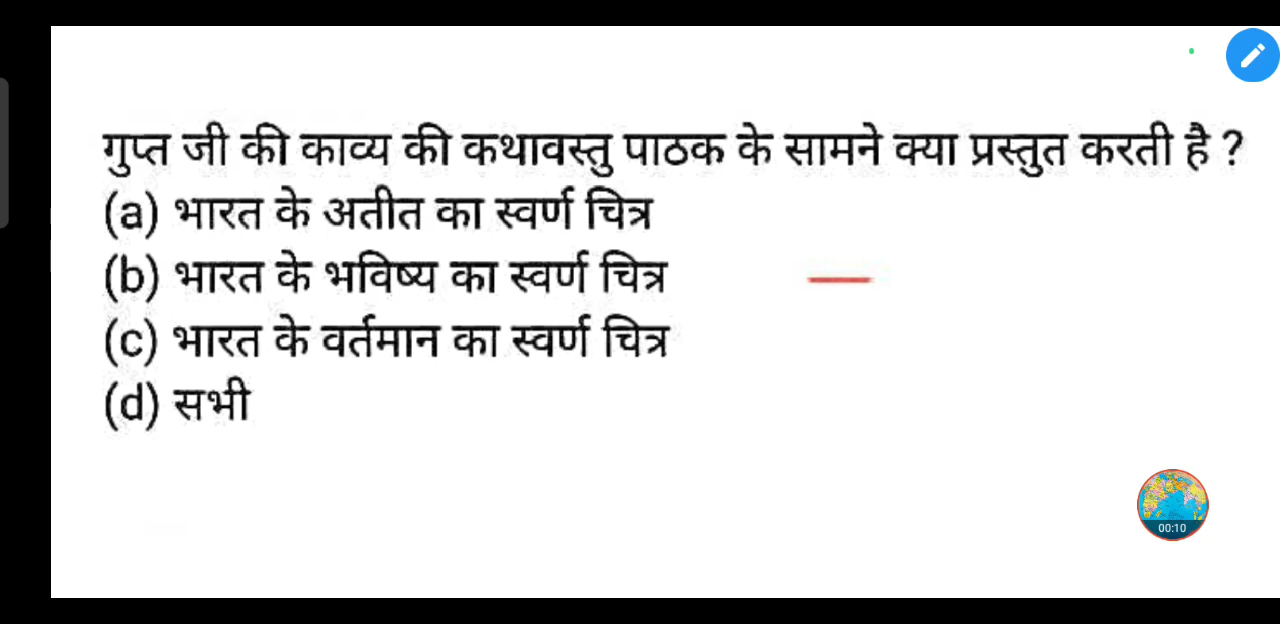 गुप्त जी की काव्य की कथावस्तु पाठक के सामने क्या प्रस्तुत करती है ?
(a) भारत के अतीत का स्वर्ण चित्र
(b) भारत के भविष्य का स्वर्ण चित्र
(c) भारत के वर्तमान का स्वर्ण चित्र
(d) सभी
00:10